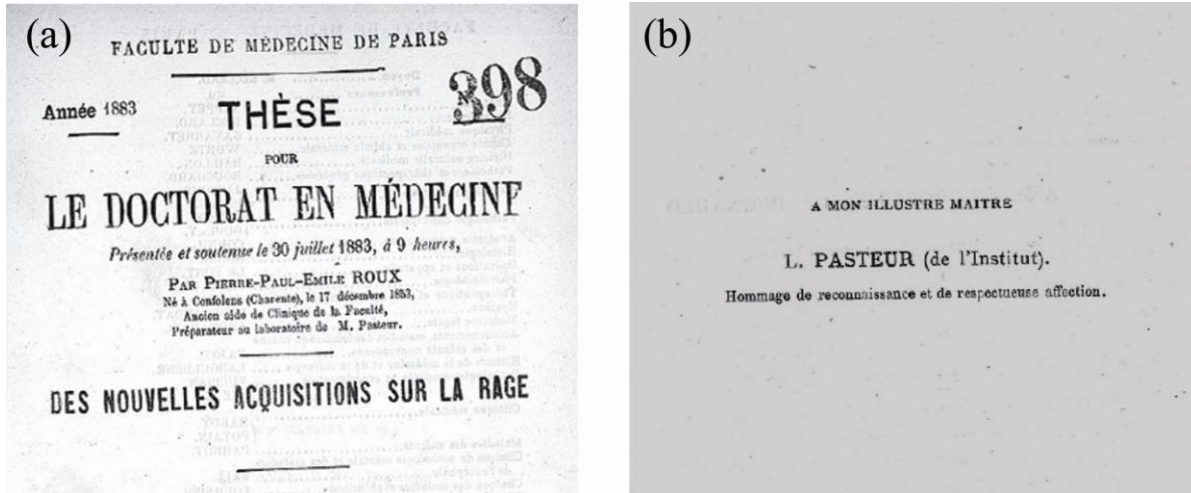 (a)
FACULTE DE MÉDECINE DE PARIS
Année 1883
THÈSE
N° 398
POUR
LE DOCTORAT EN MÉDECINE
Présentée et soutenue le 30 juillet 1883, à 9 heures,
PAR PIERRE-PAUL-EMILE ROUX
Né à Confolens (Charente), le 17 décembre 1853,
Ancien aide de Clinique de la Faculté,
Préparateur au laboratoire de M. Pasteur.
DES NOUVELLES ACQUISITIONS SUR LA RAGE
(b)
A MON ILLUSTRE MAITRE
L. PASTEUR (de l'Institut).
Hommage de reconnaissance et de respectueuse affection.